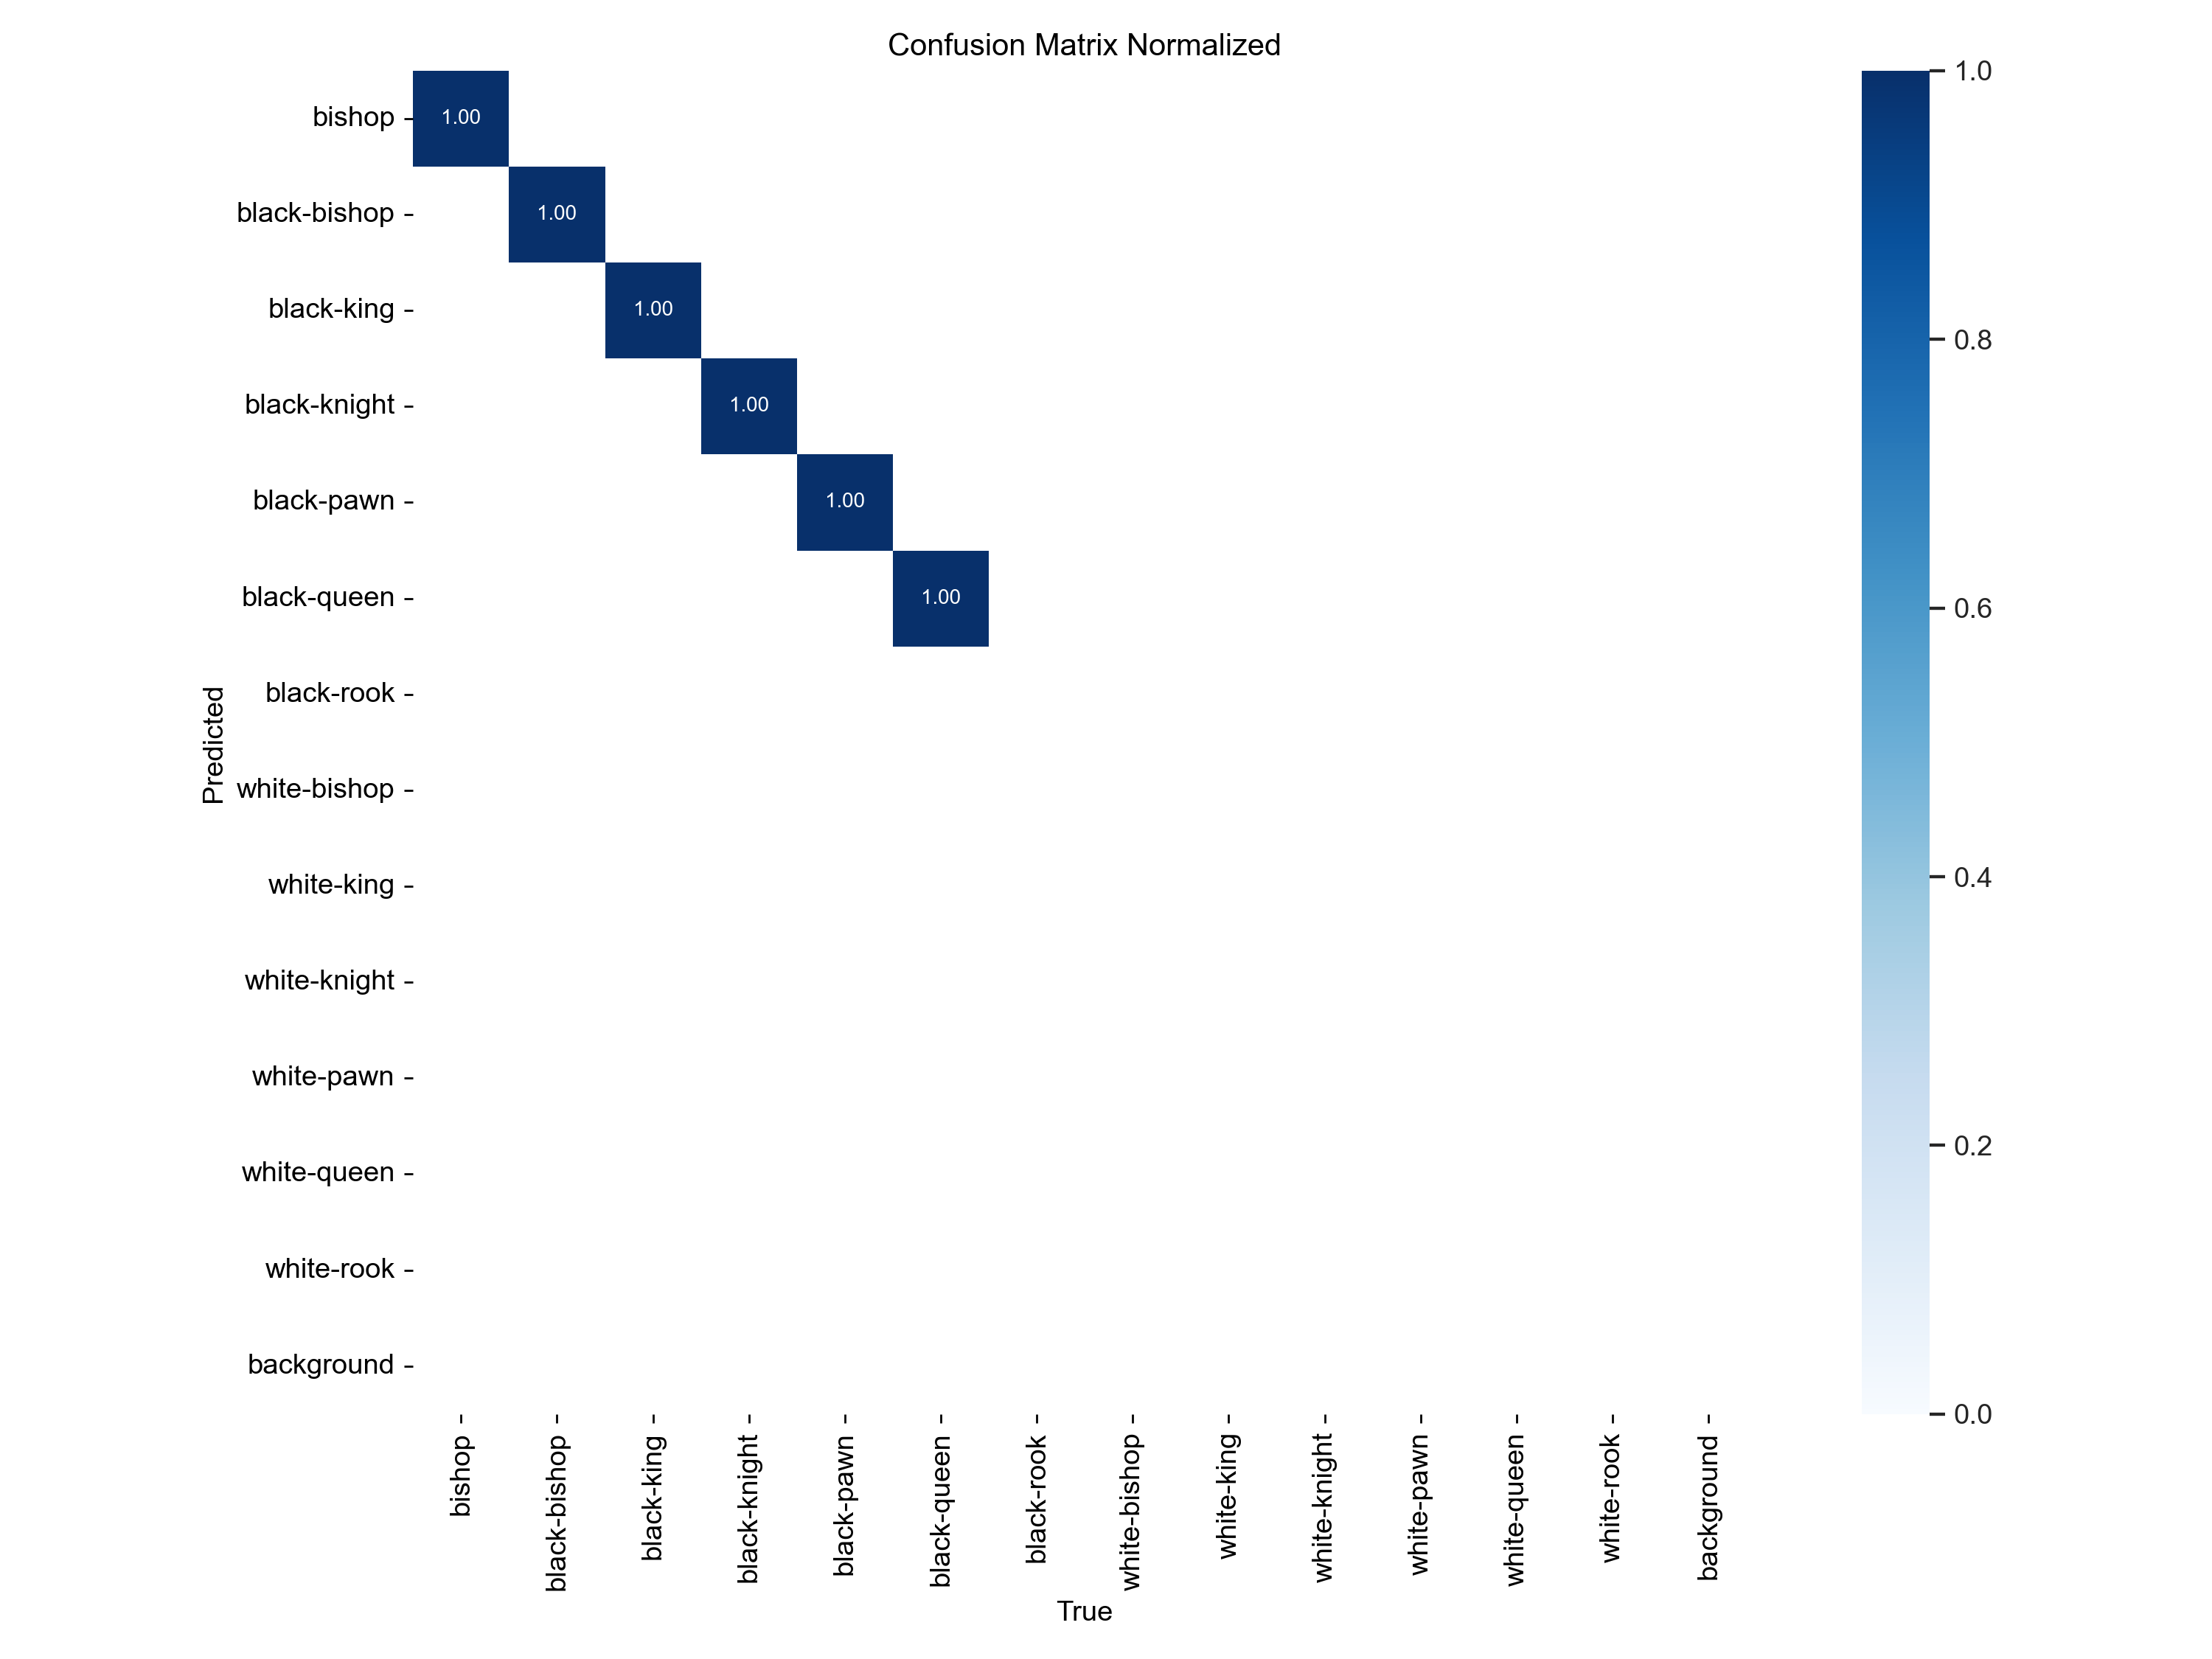 Confusion Matrix Normalized
bishop
black-bishop
black-king
black-knight
black-pawn
black-queen
black-rook
white-bishop
white-king
white-knight
white-pawn
white-queen
white-rook
background
Predicted
1.00
1.00
1.00
1.00
1.00
1.00
bishop
black-bishop
black-king
black-knight
black-pawn
black-queen
black-rook
white-bishop
white-king
white-knight
white-pawn
white-queen
white-rook
background
True
1.0
0.8
0.6
0.4
0.2
0.0